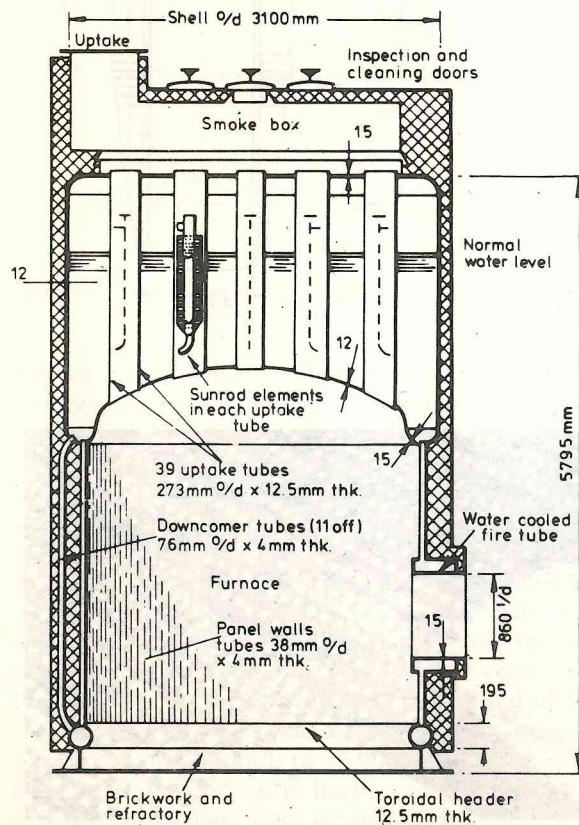 Shell o/d 3100mm
Uptake
Inspection and
cleaning doors
Smoke box
15
Normal
water level
12
12
Sunrod elements
in each uptake
tube
15
39 uptake tubes
273mm o/d x 12.5mm thk.
5795mm
Downcomer tubes (11off)
76mm o/d x 4mm thk.
Water cooled
fire tube
Furnace
860 i/d
Panel walls
tubes 38mm o/d
x 4mm thk.
15
195
Brickwork and
refractory
Toroidal header
12.5mm thk.